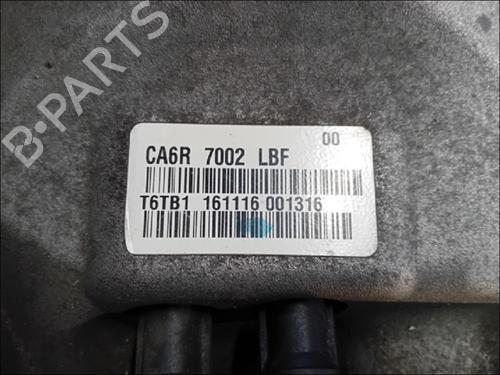 B-PARTS
00
CA6R 7002 LBF
T6TB1 161116 001316